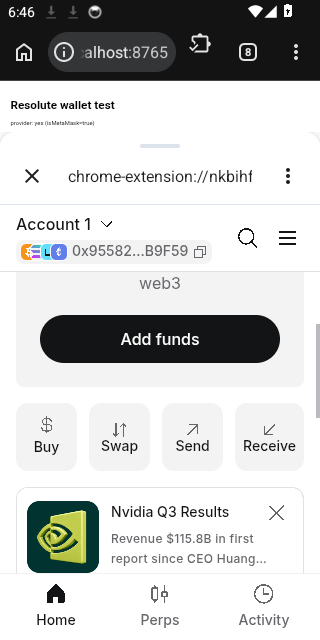 6:46
alhost:8765
8
Resolute wallet test
provider: yes (isMetaMask=true)
chrome-extension://nkbihf
Account 1
0x95582...B9F59
web3
Add funds
Buy
Swap
Send
Receive
Nvidia Q3 Results
Revenue $115.8B in first
report since CEO Huang...
Home
Perps
Activity